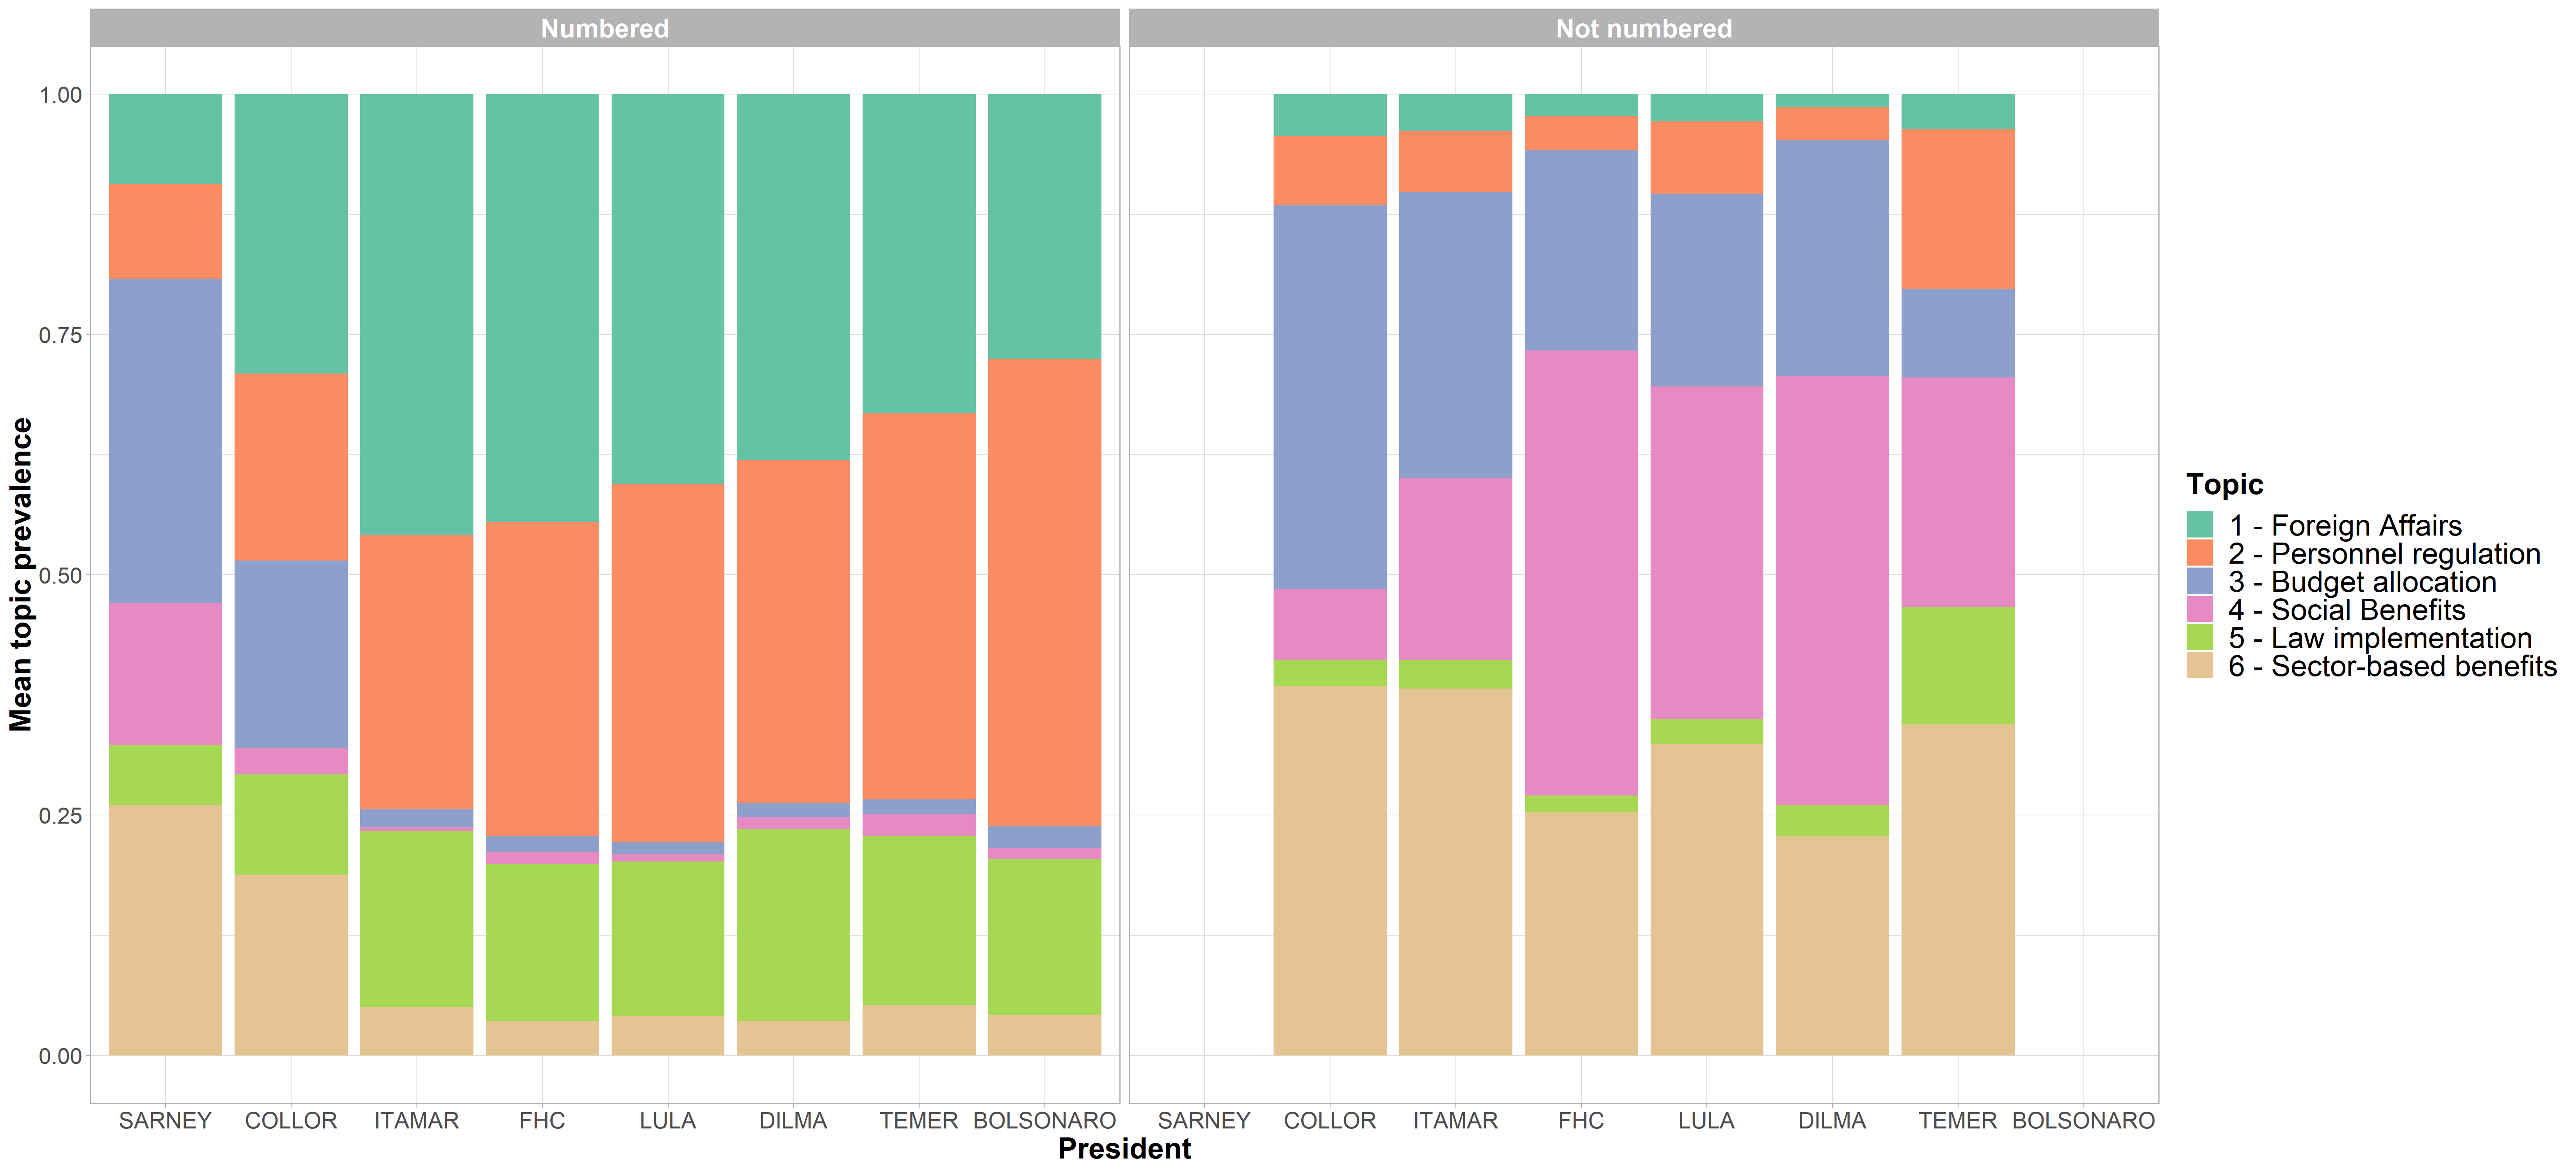 Numbered
Not numbered
Mean topic prevalence
1.00
0.75
0.50
0.25
0.00
SARNEY COLLOR ITAMAR FHC LULA DILMA TEMER BOLSONARO
SARNEY COLLOR ITAMAR FHC LULA DILMA TEMER BOLSONARO
President
Topic
1 - Foreign Affairs
2 - Personnel regulation
3 - Budget allocation
4 - Social Benefits
5 - Law implementation
6 - Sector-based benefits